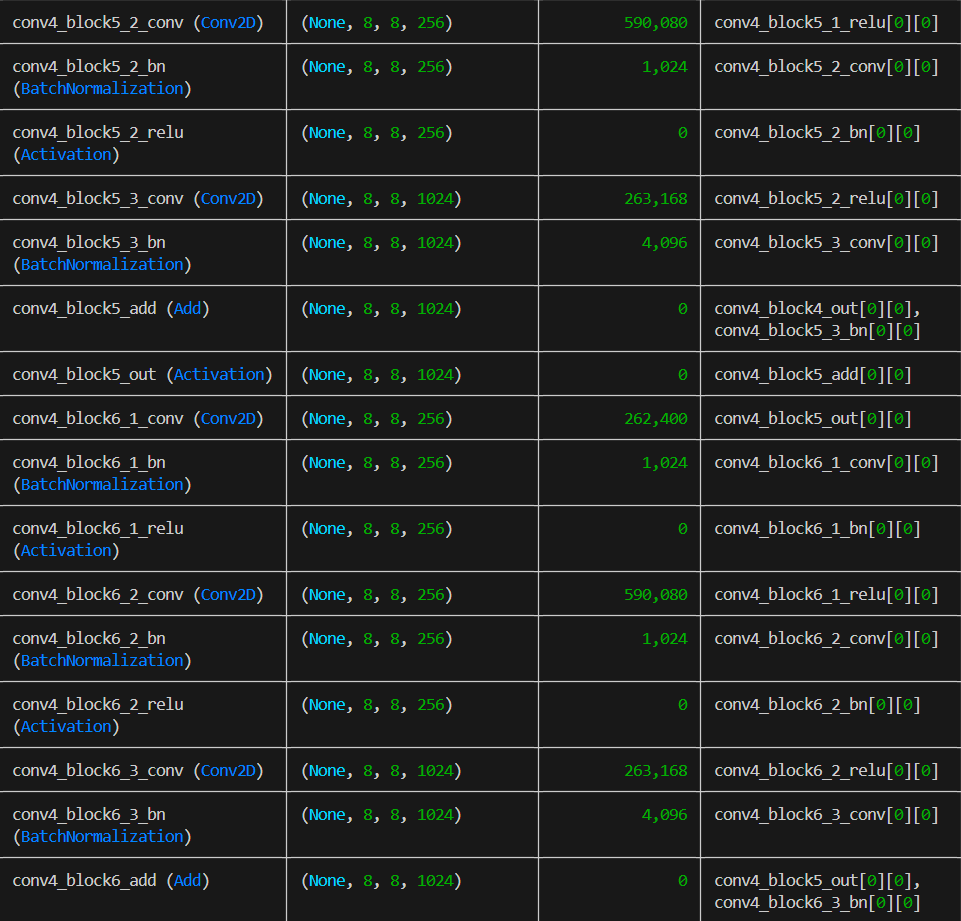 conv4_block5_2_conv (Conv2D) (None, 8, 8, 256) 590,080 conv4_block5_1_relu[0][0]
conv4_block5_2_bn (None, 8, 8, 256) 1,024 conv4_block5_2_conv[0][0]
(BatchNormalization)
conv4_block5_2_relu (None, 8, 8, 256) 0 conv4_block5_2_bn[0][0]
(Activation)
conv4_block5_3_conv (Conv2D) (None, 8, 8, 1024) 263,168 conv4_block5_2_relu[0][0]
conv4_block5_3_bn (None, 8, 8, 1024) 4,096 conv4_block5_3_conv[0][0]
(BatchNormalization)
conv4_block5_add (Add) (None, 8, 8, 1024) 0 conv4_block4_out[0][0],
conv4_block5_3_bn[0][0]
conv4_block5_out (Activation) (None, 8, 8, 1024) 0 conv4_block5_add[0][0]
conv4_block6_1_conv (Conv2D) (None, 8, 8, 256) 262,400 conv4_block5_out[0][0]
conv4_block6_1_bn (None, 8, 8, 256) 1,024 conv4_block6_1_conv[0][0]
(BatchNormalization)
conv4_block6_1_relu (None, 8, 8, 256) 0 conv4_block6_1_bn[0][0]
(Activation)
conv4_block6_2_conv (Conv2D) (None, 8, 8, 256) 590,080 conv4_block6_1_relu[0][0]
conv4_block6_2_bn (None, 8, 8, 256) 1,024 conv4_block6_2_conv[0][0]
(BatchNormalization)
conv4_block6_2_relu (None, 8, 8, 256) 0 conv4_block6_2_bn[0][0]
(Activation)
conv4_block6_3_conv (Conv2D) (None, 8, 8, 1024) 263,168 conv4_block6_2_relu[0][0]
conv4_block6_3_bn (None, 8, 8, 1024) 4,096 conv4_block6_3_conv[0][0]
(BatchNormalization)
conv4_block6_add (Add) (None, 8, 8, 1024) 0 conv4_block5_out[0][0],
conv4_block6_3_bn[0][0]